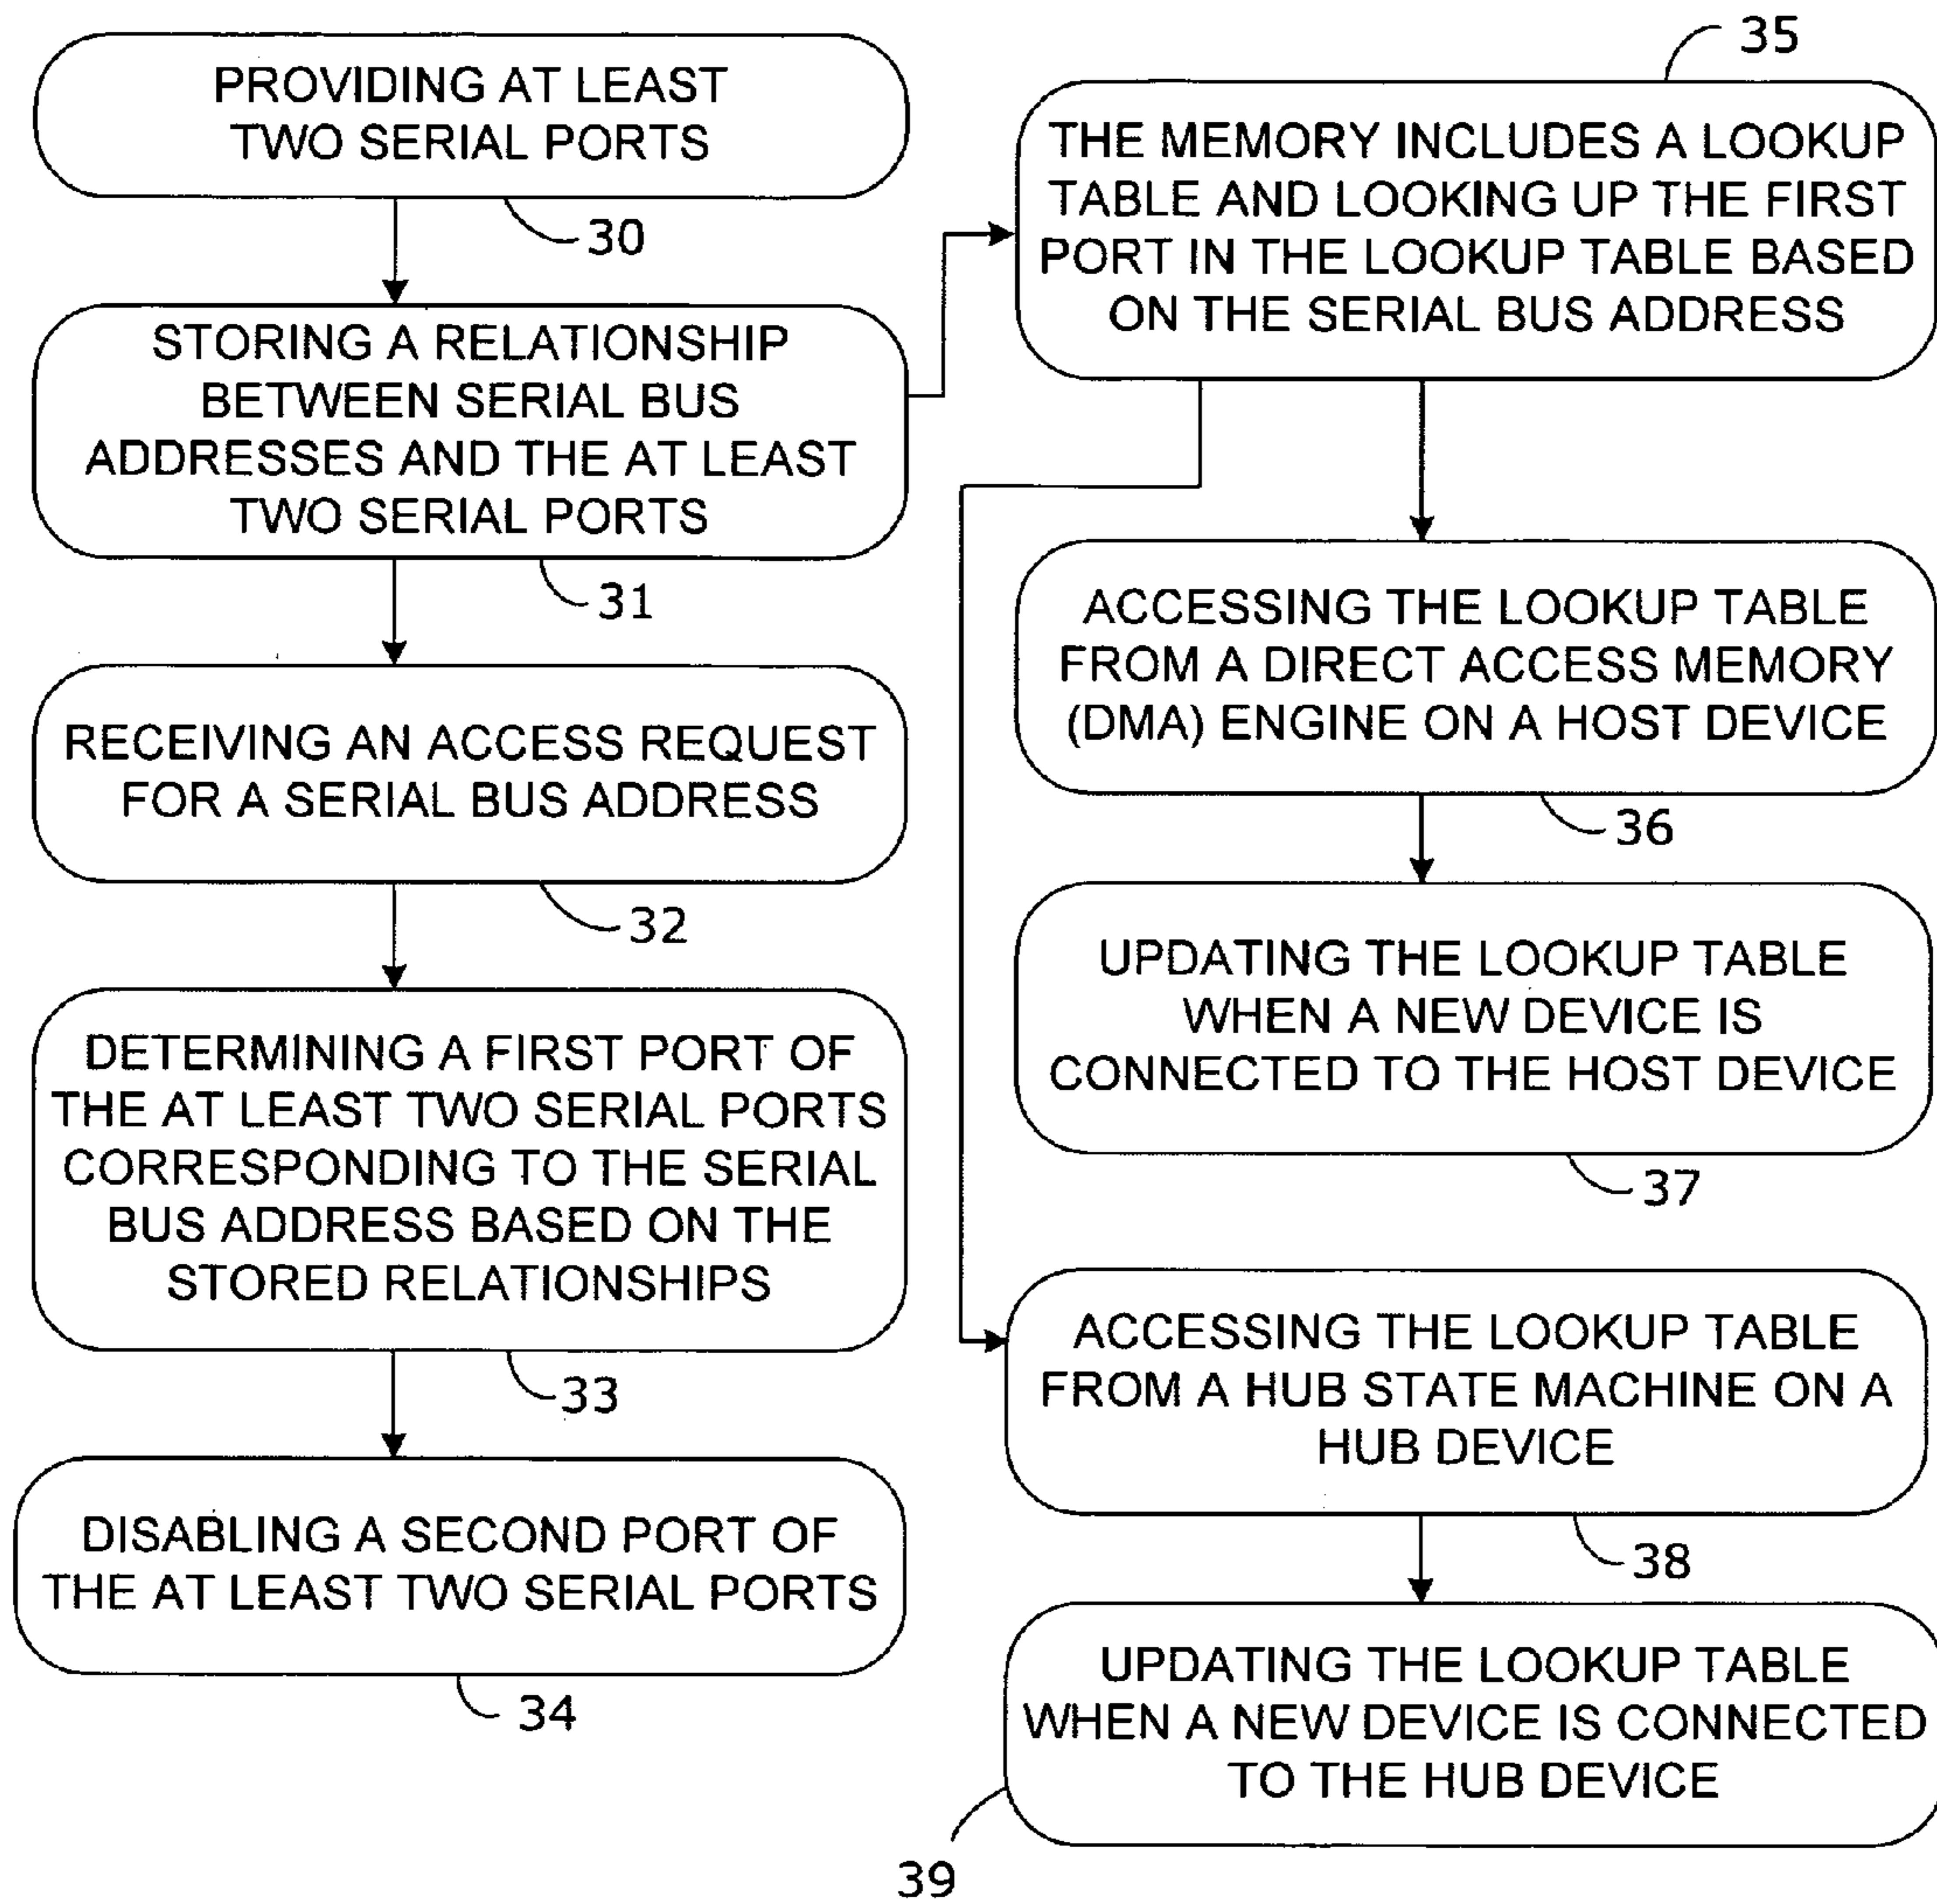 PROVIDING AT LEAST
TWO SERIAL PORTS
30
STORING A RELATIONSHIP
BETWEEN SERIAL BUS
ADDRESSES AND THE AT LEAST
TWO SERIAL PORTS
31
RECEIVING AN ACCESS REQUEST
FOR A SERIAL BUS ADDRESS
32
DETERMINING A FIRST PORT OF
THE AT LEAST TWO SERIAL PORTS
CORRESPONDING TO THE SERIAL
BUS ADDRESS BASED ON THE
STORED RELATIONSHIPS
33
DISABLING A SECOND PORT OF
THE AT LEAST TWO SERIAL PORTS
34
35
THE MEMORY INCLUDES A LOOKUP
TABLE AND LOOKING UP THE FIRST
PORT IN THE LOOKUP TABLE BASED
ON THE SERIAL BUS ADDRESS
ACCESSING THE LOOKUP TABLE
FROM A DIRECT ACCESS MEMORY
(DMA) ENGINE ON A HOST DEVICE
36
UPDATING THE LOOKUP TABLE
WHEN A NEW DEVICE IS
CONNECTED TO THE HOST DEVICE
37
ACCESSING THE LOOKUP TABLE
FROM A HUB STATE MACHINE ON A
HUB DEVICE
38
UPDATING THE LOOKUP TABLE
WHEN A NEW DEVICE IS CONNECTED
TO THE HUB DEVICE
39